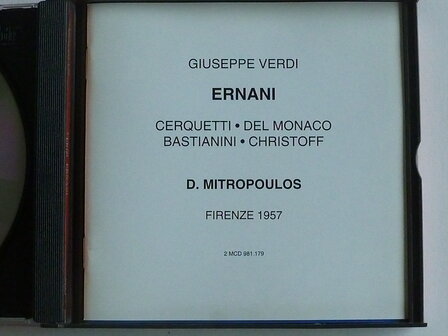 GIUSEPPE VERDI
ERNANI
CERQUETTI • DEL MONACO
BASTIANINI • CHRISTOFF
D. MITROPOULOS
FIRENZE 1957
2 MCD 981.179